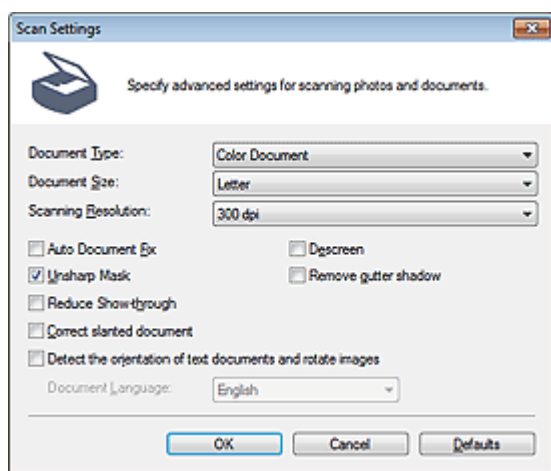 Scan Settings
Specify advanced settings for scanning photos and documents.
Document Type: Color Document
Document Size: Letter
Scanning Resolution: 300 dpi
Auto Document Fix Descreen
Unsharp Mask Remove gutter shadow
Reduce Show-through
Correct slanted document
Detect the orientation of text documents and rotate images
Document Language: English
OK Cancel Defaults